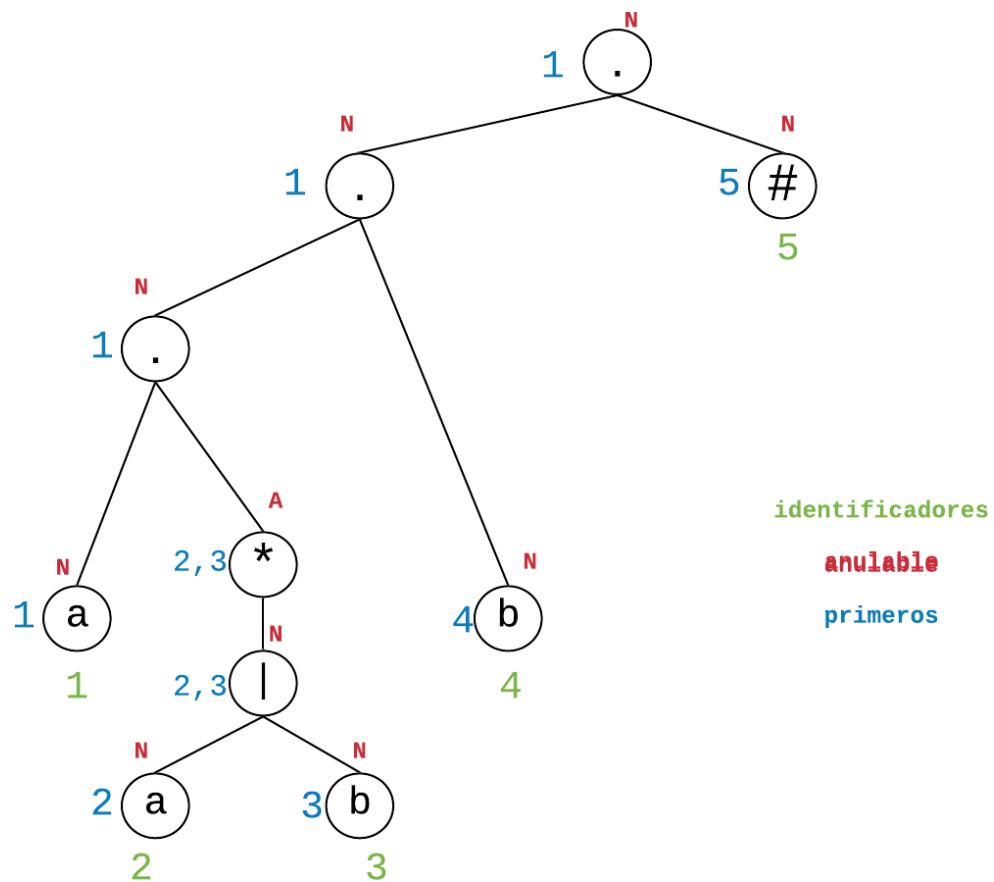 N
1 .
N N
1 . 5 #
5
N
1 .
A
identificadores
2,3 *
N N anulable
1 a 4 b primeros
N
1 2,3 | 4
N N
2 a 3 b
2 3